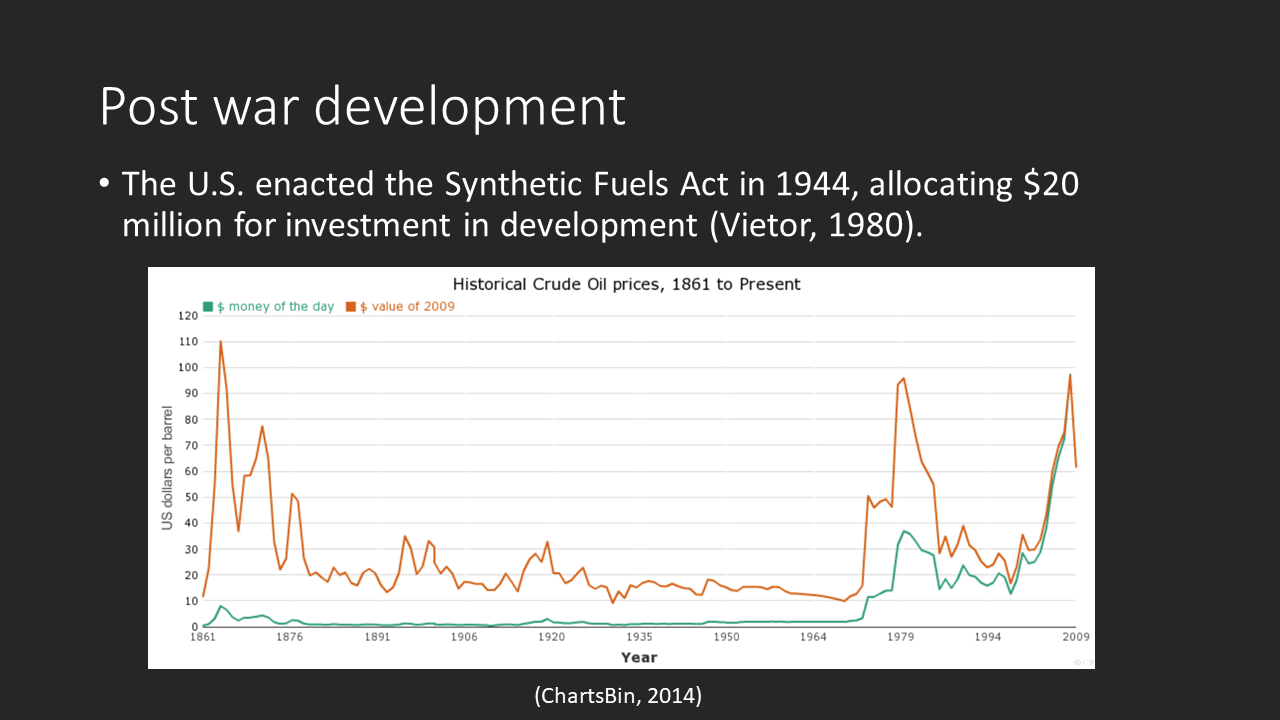 Post war development
• The U.S. enacted the Synthetic Fuels Act in 1944, allocating $20
million for investment in development (Vietor, 1980).
Historical Crude Oil prices, 1861 to Present
$ money of the day $ value of 2009
US dollars per barrel
120
110
100
90
80
70
60
50
40
30
20
10
0
1861 1876 1891 1906 1920 1935 1950 1964 1979 1994 2009
Year
(ChartsBin, 2014)